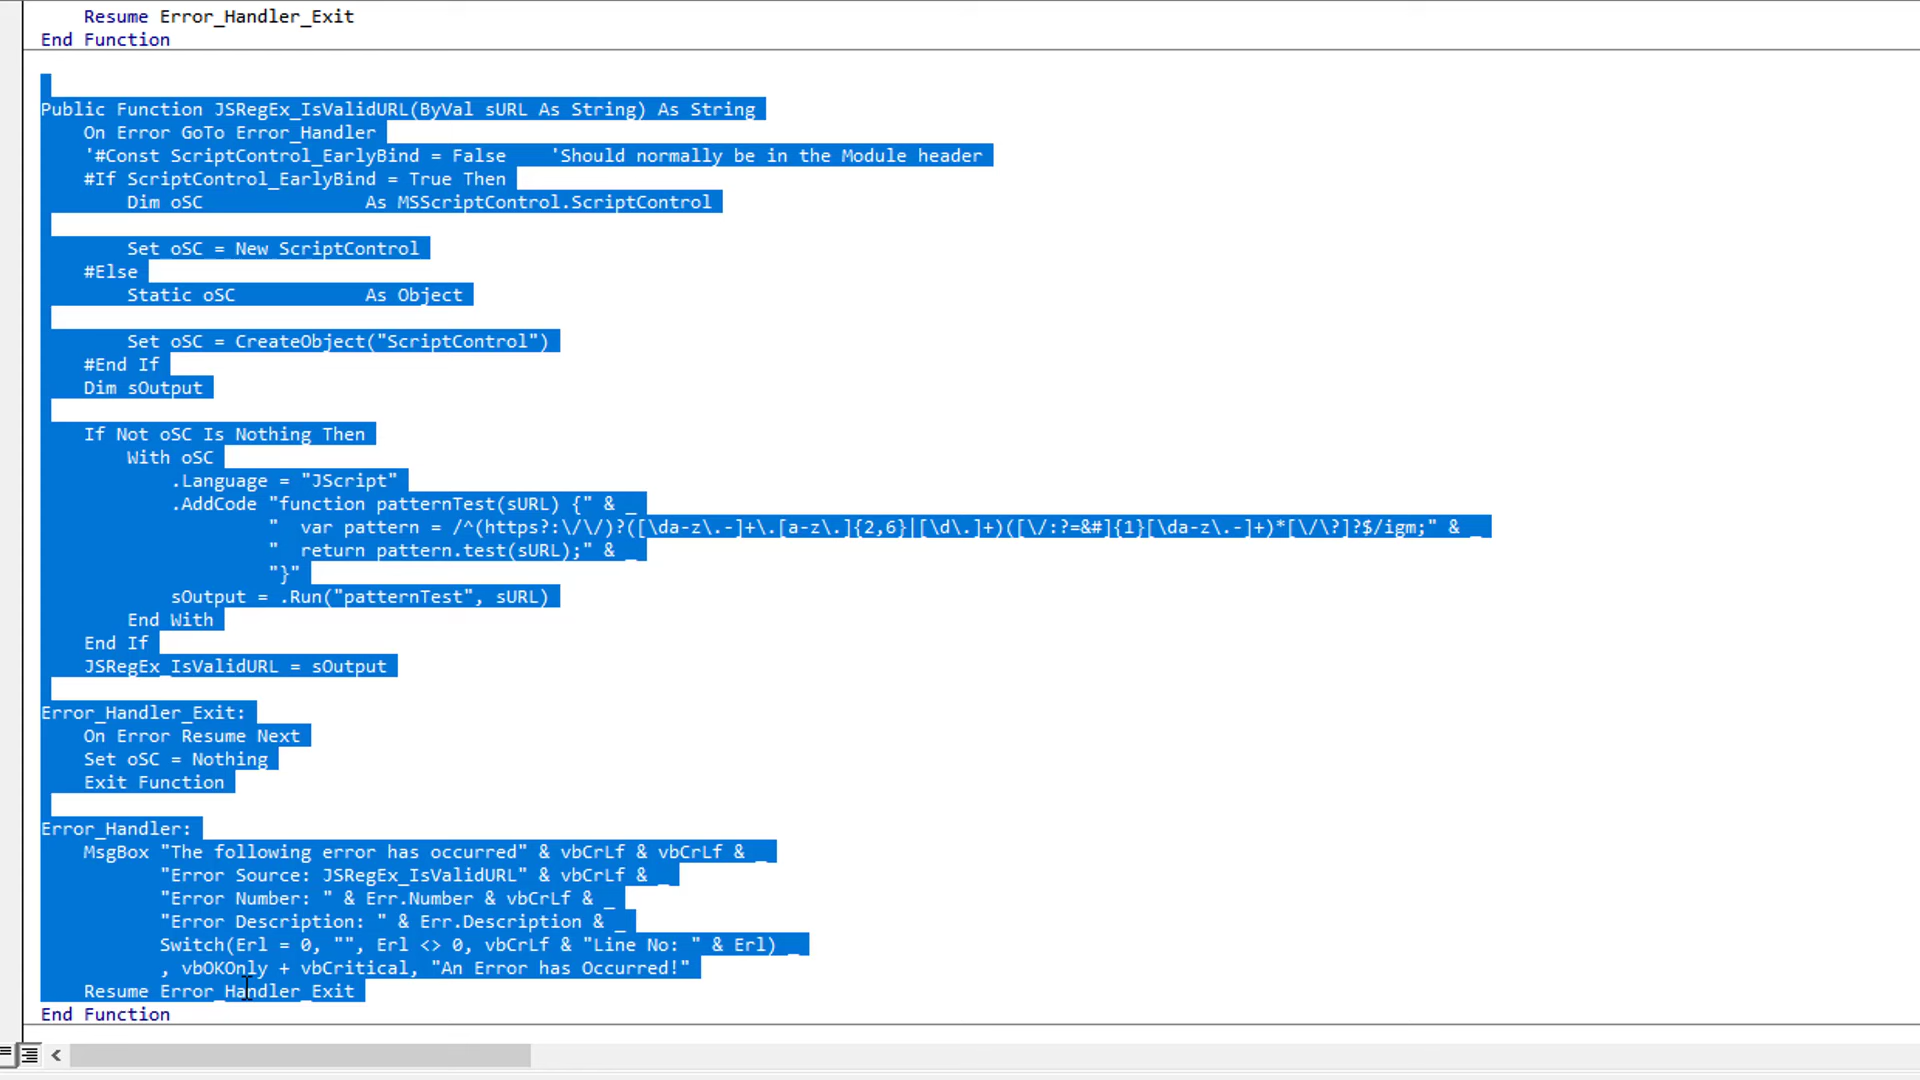 Resume Error_Handler_Exit
End Function
Public Function JSRegEx_IsValidURL(ByVal sURL As String) As String
    On Error GoTo Error_Handler
    '#Const ScriptControl_EarlyBind = False    'Should normally be in the Module header
    #If ScriptControl_EarlyBind = True Then
        Dim oSC               As MSScriptControl.ScriptControl
        Set oSC = New ScriptControl
    #Else
        Static oSC            As Object
        Set oSC = CreateObject("ScriptControl")
    #End If
    Dim sOutput
    If Not oSC Is Nothing Then
        With oSC
            .Language = "JScript"
            .AddCode "function patternTest(sURL) {" & _
                     "  var pattern = /^(https?:\/\/)?([\da-z\.-]+\.[a-z\.]{2,6}|[\d\.]+)([\/:?=&#]{1}[\da-z\.-]+)*[\/\?]?$/igm;" & _
                     "  return pattern.test(sURL);" & _
                     "}"
            sOutput = .Run("patternTest", sURL)
        End With
    End If
    JSRegEx_IsValidURL = sOutput
Error_Handler_Exit:
    On Error Resume Next
    Set oSC = Nothing
    Exit Function
Error_Handler:
    MsgBox "The following error has occurred" & vbCrLf & vbCrLf & _
           "Error Source: JSRegEx_IsValidURL" & vbCrLf & _
           "Error Number: " & Err.Number & vbCrLf & _
           "Error Description: " & Err.Description & _
           Switch(Erl = 0, "", Erl <> 0, vbCrLf & "Line No: " & Erl) _
           , vbOKOnly + vbCritical, "An Error has Occurred!"
    Resume Error_Handler_Exit
End Function